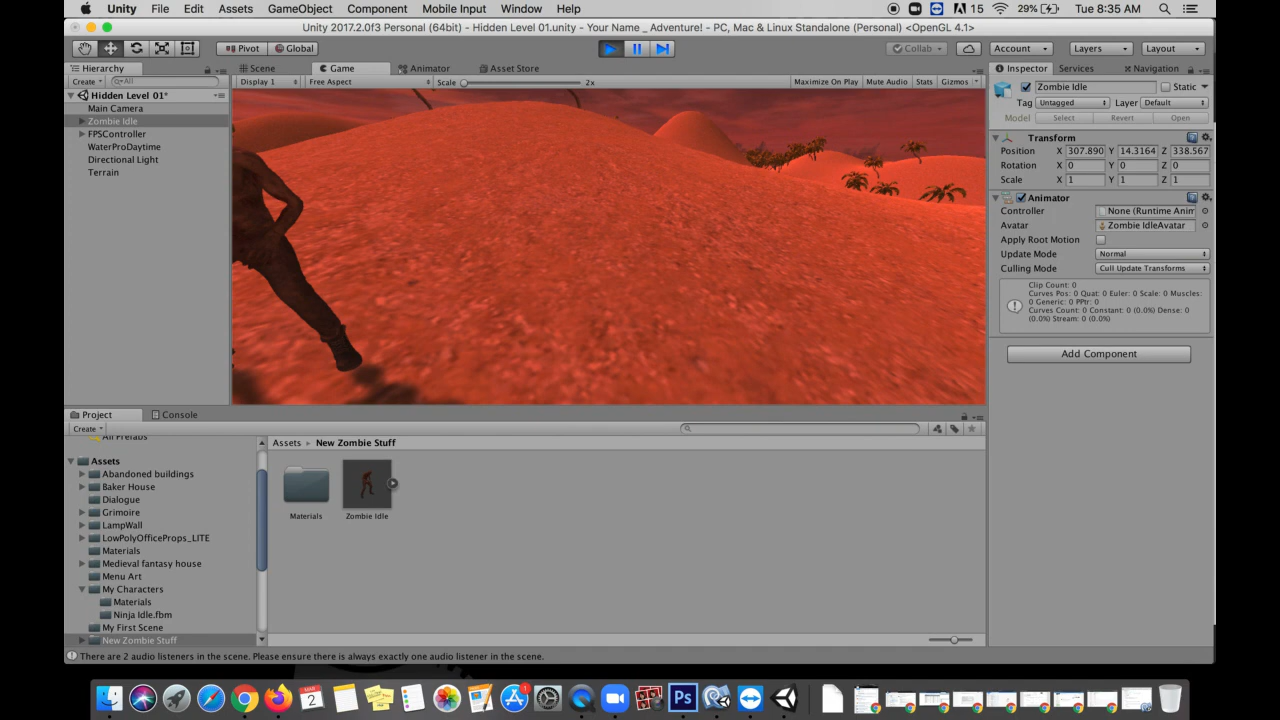 Unity File Edit Assets GameObject Component Mobile Input Window Help 15 29% Tue 8:35 AM
Unity 2017.2.0f3 Personal (64bit) - Hidden Level 01.unity - Your Name _ Adventure! - PC, Mac & Linux Standalone (Personal) <OpenGL 4.1>
Pivot Global Collab Account Layers Layout
Hierarchy Scene Game Animator Asset Store Inspector Services Navigation
Create All Display 1 Free Aspect Scale 2x Maximize On Play Mute Audio Stats Gizmos
Hidden Level 01*
Main Camera
Zombie Idle
FPSController
WaterProDaytime
Directional Light
Terrain
Zombie Idle Static
Tag Untagged Layer Default
Model Select Revert Open
Transform
Position X 307.890 Y 14.3164 Z 338.567
Rotation X 0 Y 0 Z 0
Scale X 1 Y 1 Z 1
Animator
Controller None (Runtime Anim
Avatar Zombie IdleAvatar
Apply Root Motion
Update Mode Normal
Culling Mode Cull Update Transforms
Clip Count: 0
Curves Pos: 0 Quat: 0 Euler: 0 Scale: 0 Muscles:
0 Generic: 0 PPtr: 0
Curves Count: 0 Constant: 0 (0.0%) Dense: 0
(0.0%) Stream: 0 (0.0%)
Add Component
Project Console
Create
All Prefabs
Assets
Abandoned buildings
Baker House
Dialogue
Grimoire
LampWall
LowPolyOfficeProps_LITE
Materials
Medieval fantasy house
Menu Art
My Characters
Materials
Ninja Idle.fbm
My First Scene
New Zombie Stuff
Assets New Zombie Stuff
Materials Zombie Idle
There are 2 audio listeners in the scene. Please ensure there is always exactly one audio listener in the scene.
MAR
2
1
Ps